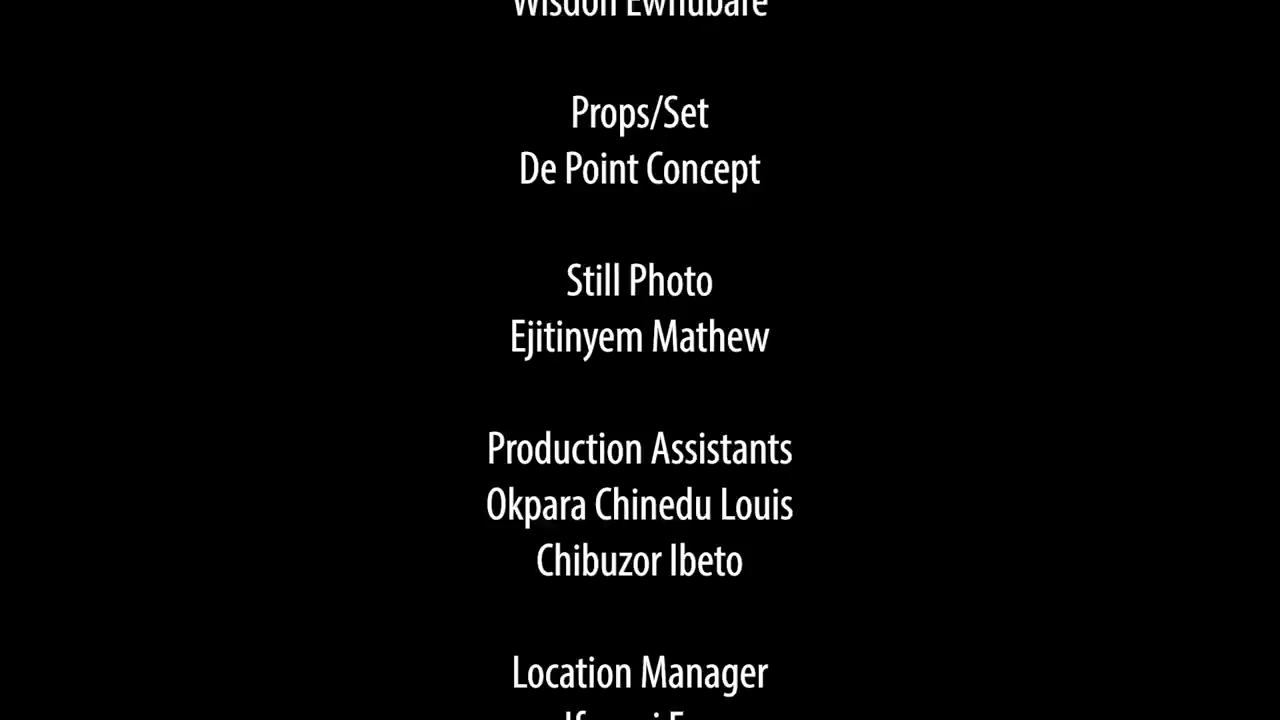 Props/Set
De Point Concept
Still Photo
Ejitinyem Mathew
Production Assistants
Okpara Chinedu Louis
Chibuzor Ibeto
Location Manager